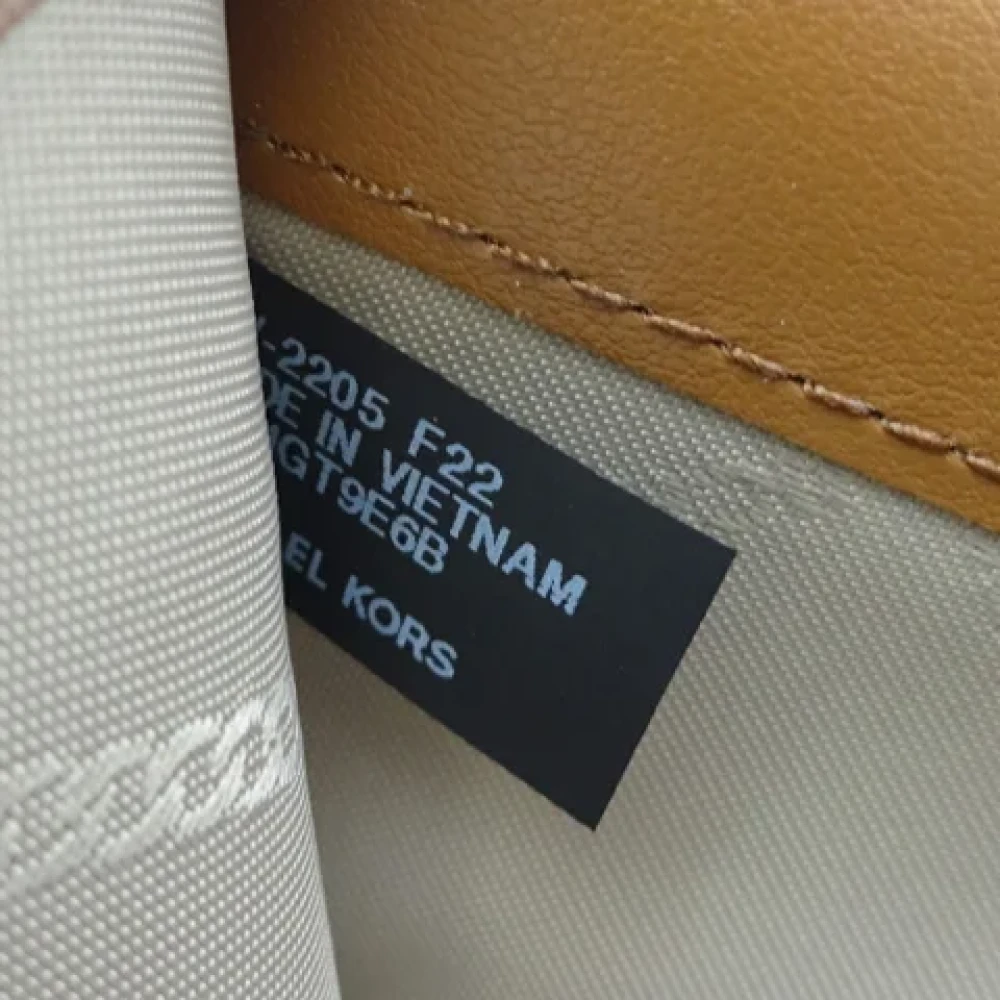 -2205 F22
DE IN VIETNAM
GT9E6B
EL KORS